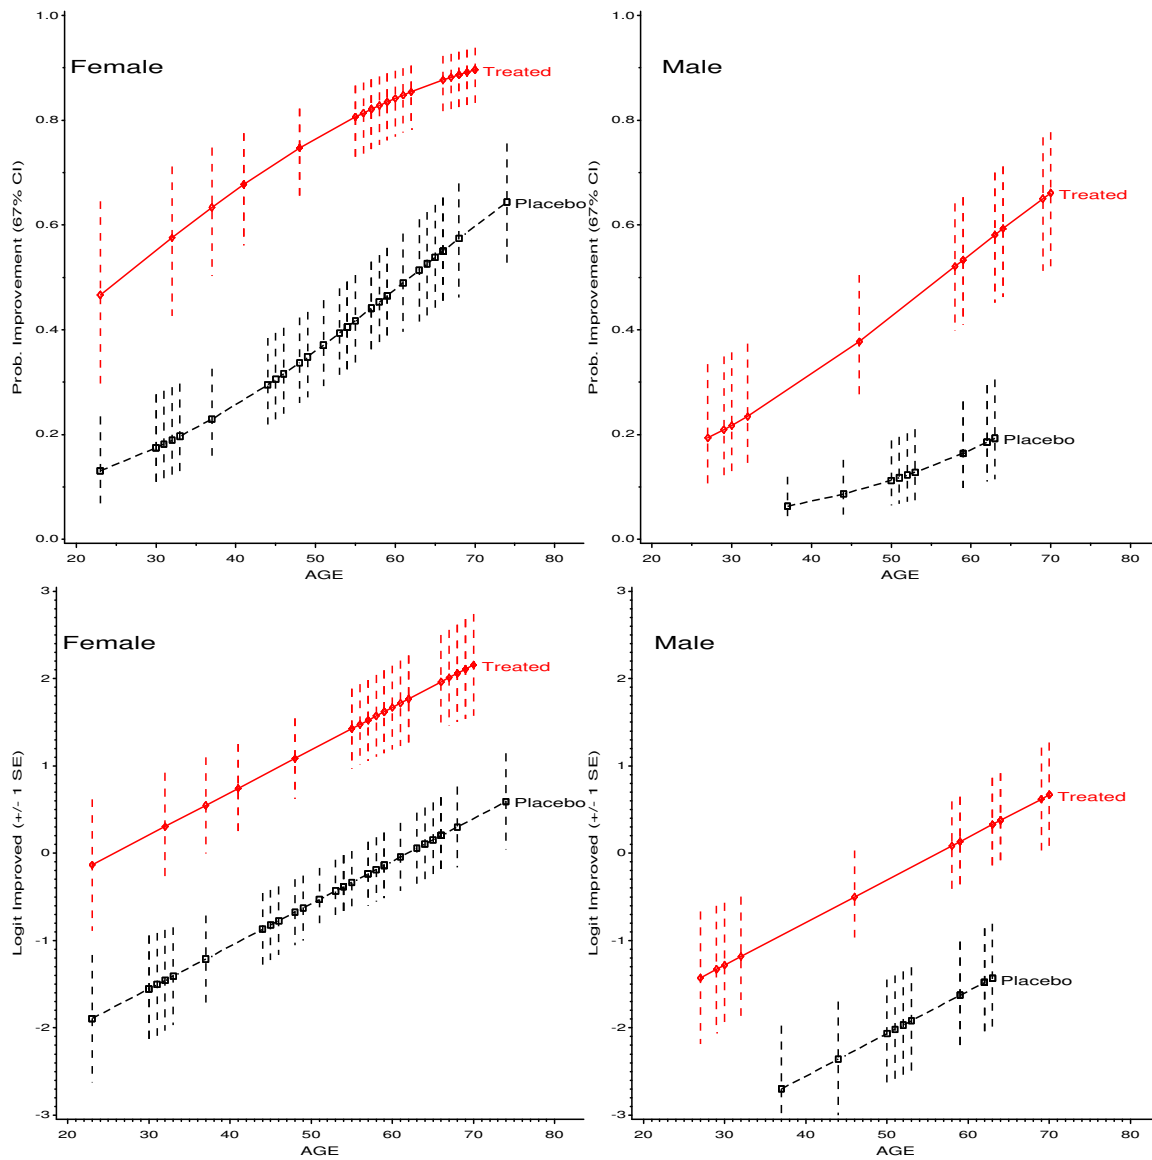 1.0
0.8
0.6
0.4
0.2
0.0
Prob. Improvement (67% CI)
Female
Treated
Placebo
20 30 40 50 60 70 80
AGE
1.0
0.8
0.6
0.4
0.2
0.0
Prob. Improvement (67% CI)
Male
Treated
Placebo
20 30 40 50 60 70 80
AGE
3
2
1
0
-1
-2
-3
Logit Improved (+/- 1 SE)
Female
Treated
Placebo
20 30 40 50 60 70 80
AGE
3
2
1
0
-1
-2
-3
Logit Improved (+/- 1 SE)
Male
Treated
Placebo
20 30 40 50 60 70 80
AGE